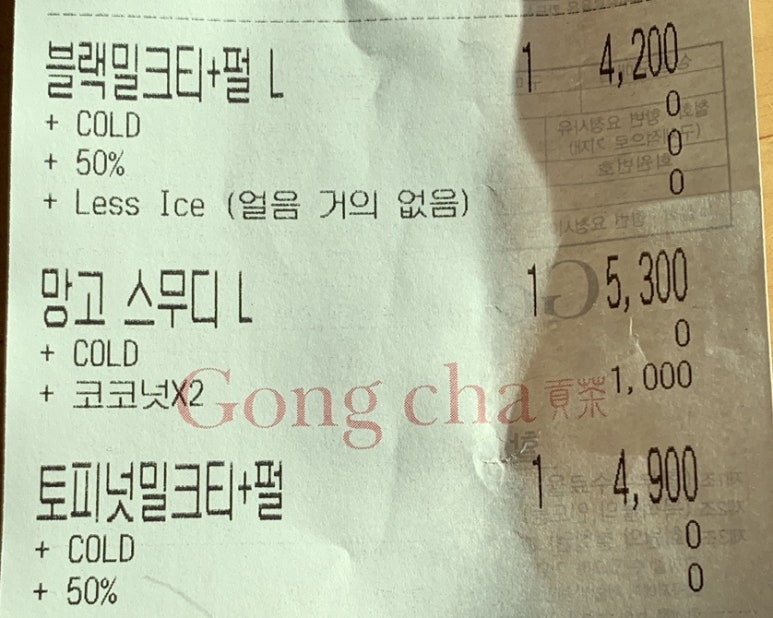 블랙밀크티+펄 L 1 4,200
+ COLD 0
+ 50% 0
+ Less Ice (얼음 거의 없음) 0
망고 스무디 L 1 5,300
+ COLD 0
+ 코코넛X2 1,000
Gong cha 貢茶
토피넛밀크티+펄 1 4,900
+ COLD 0
+ 50% 0